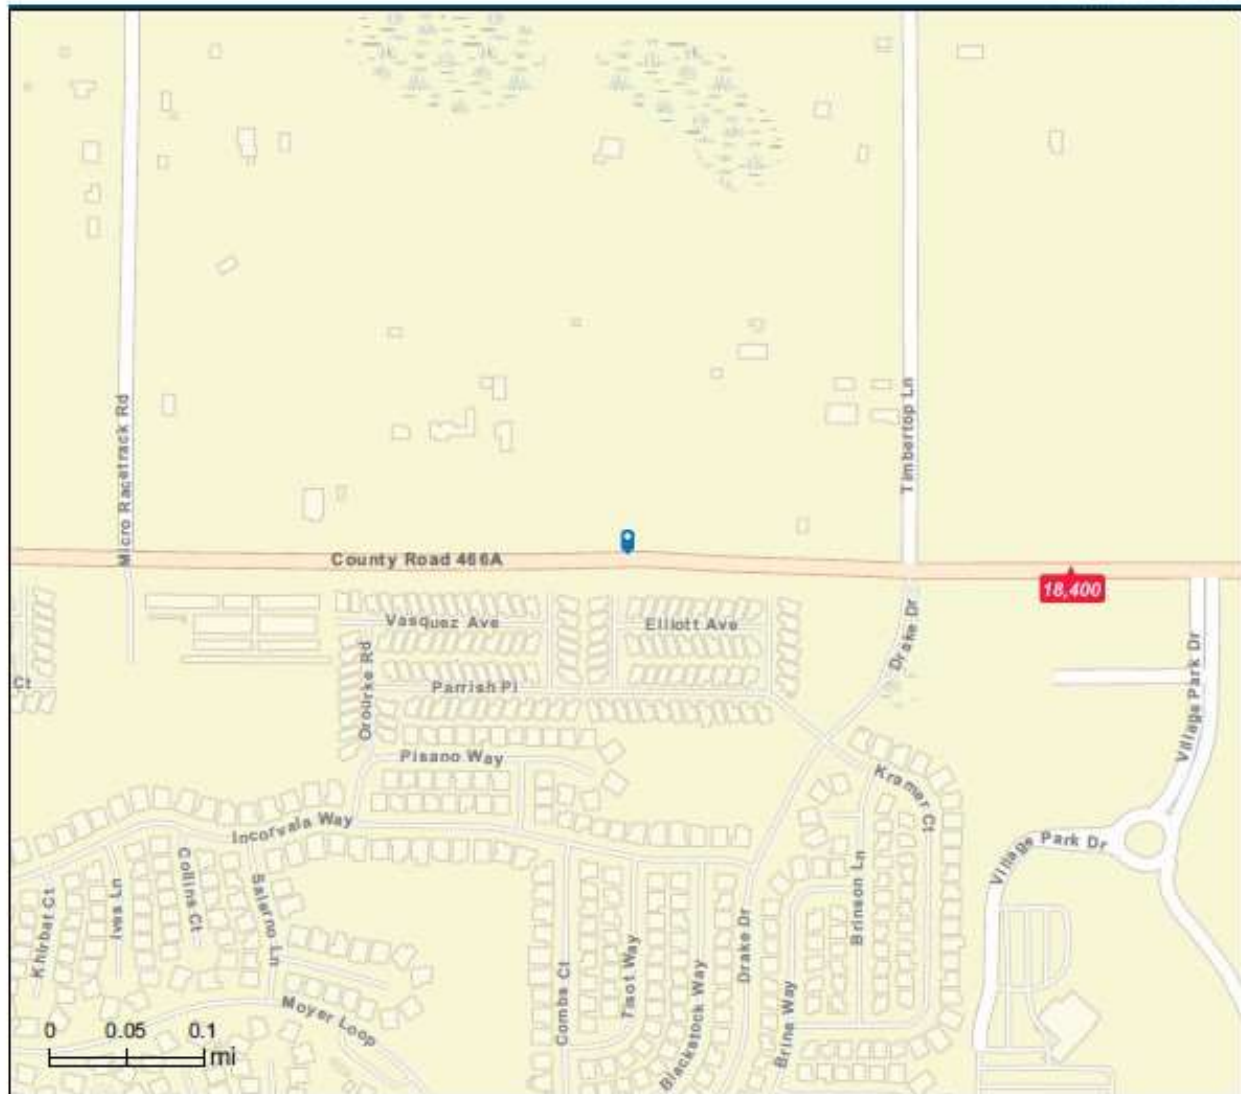 Micro Racetrack Rd
Timbertop Ln
County Road 466A
18,400
Vasquez Ave
Elliott Ave
Drake Dr
Ct
Parrish Pl
Orourke Rd
Village Park Dr
Pisano Way
Kramer Ct
Incorvaia Way
Village Park Dr
Collins Ct
Salerno Ln
Ives Ln
Khirbat Ct
Brinson Ln
Drake Dr
Tasot Way
Combs Ct
Blackstock Way
Brina Way
Moyer Loop
0 0.05 0.1
mi